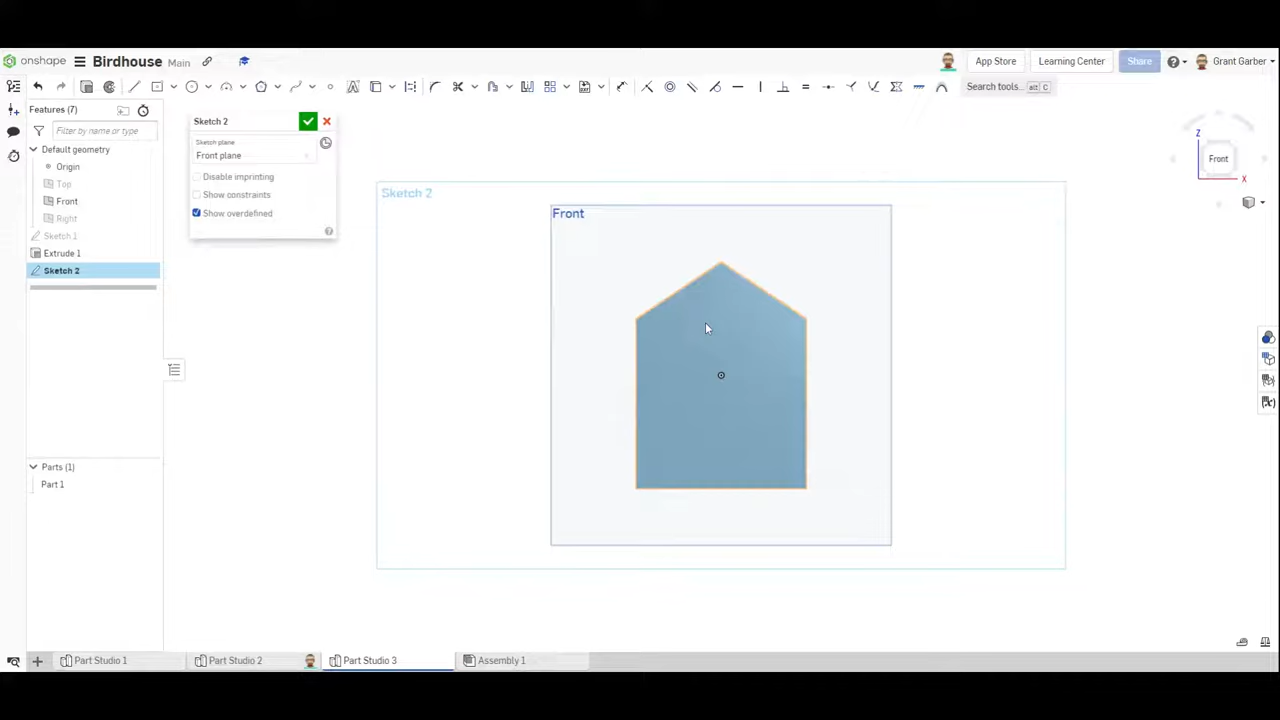 onshape Birdhouse Main App Store Learning Center Share Grant Garber
Search tools... alt C
Features (7)
Filter by name or type
Default geometry
Origin
Top
Front
Right
Sketch 1
Extrude 1
Sketch 2
Parts (1)
Part 1
Sketch 2
Sketch plane
Front plane
Disable imprinting
Show constraints
Show overdefined
Sketch 2
Front
Z
Front
X
Part Studio 1 Part Studio 2 Part Studio 3 Assembly 1